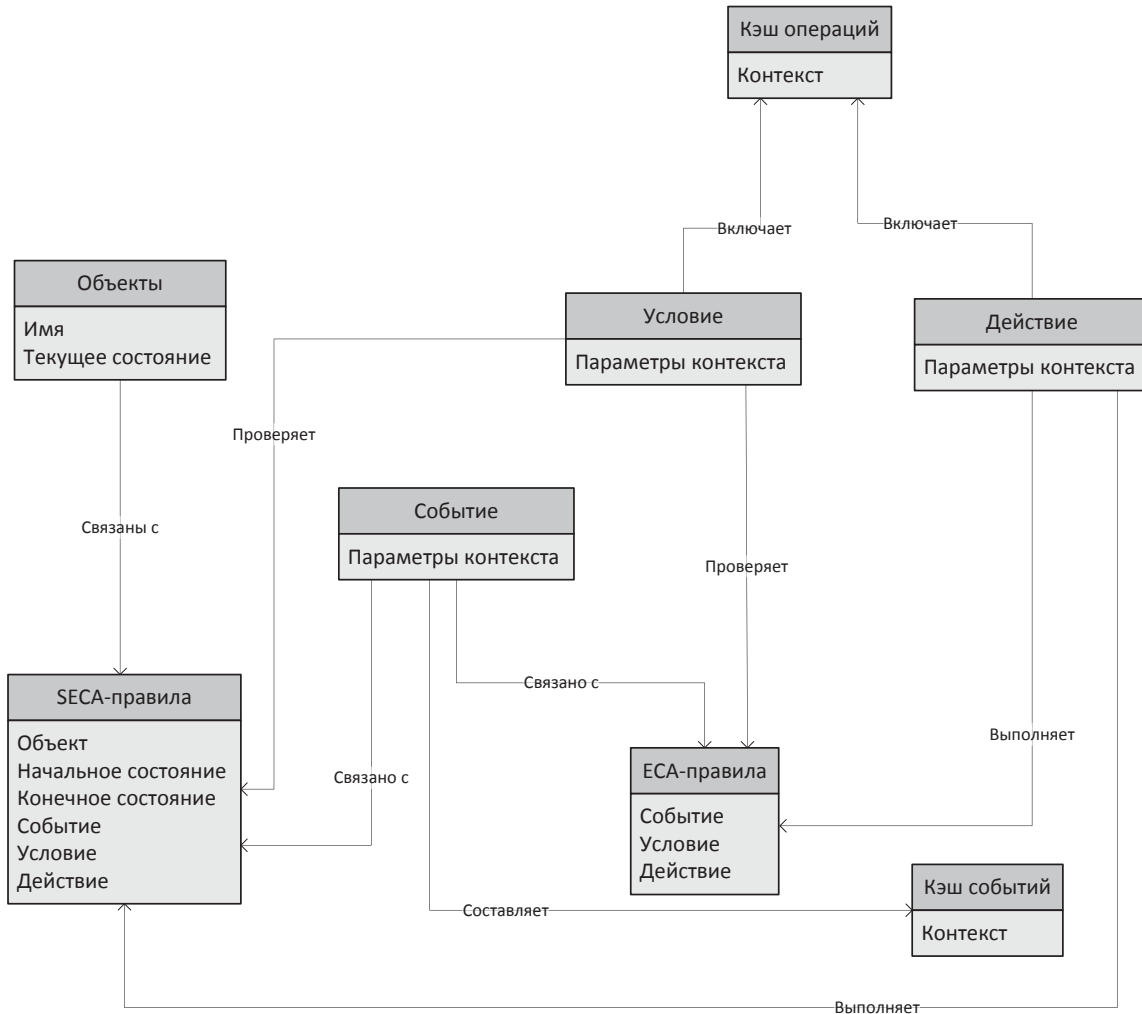 Кэш операций
Контекст
Включает
Включает
Объекты
Имя
Текущее состояние
Условие
Параметры контекста
Действие
Параметры контекста
Проверяет
Событие
Параметры контекста
Связаны с
Проверяет
SECA-правила
Объект
Начальное состояние
Конечное состояние
Событие
Условие
Действие
Связано с
Связано с
Выполняет
ECA-правила
Событие
Условие
Действие
Кэш событий
Контекст
Составляет
Выполняет